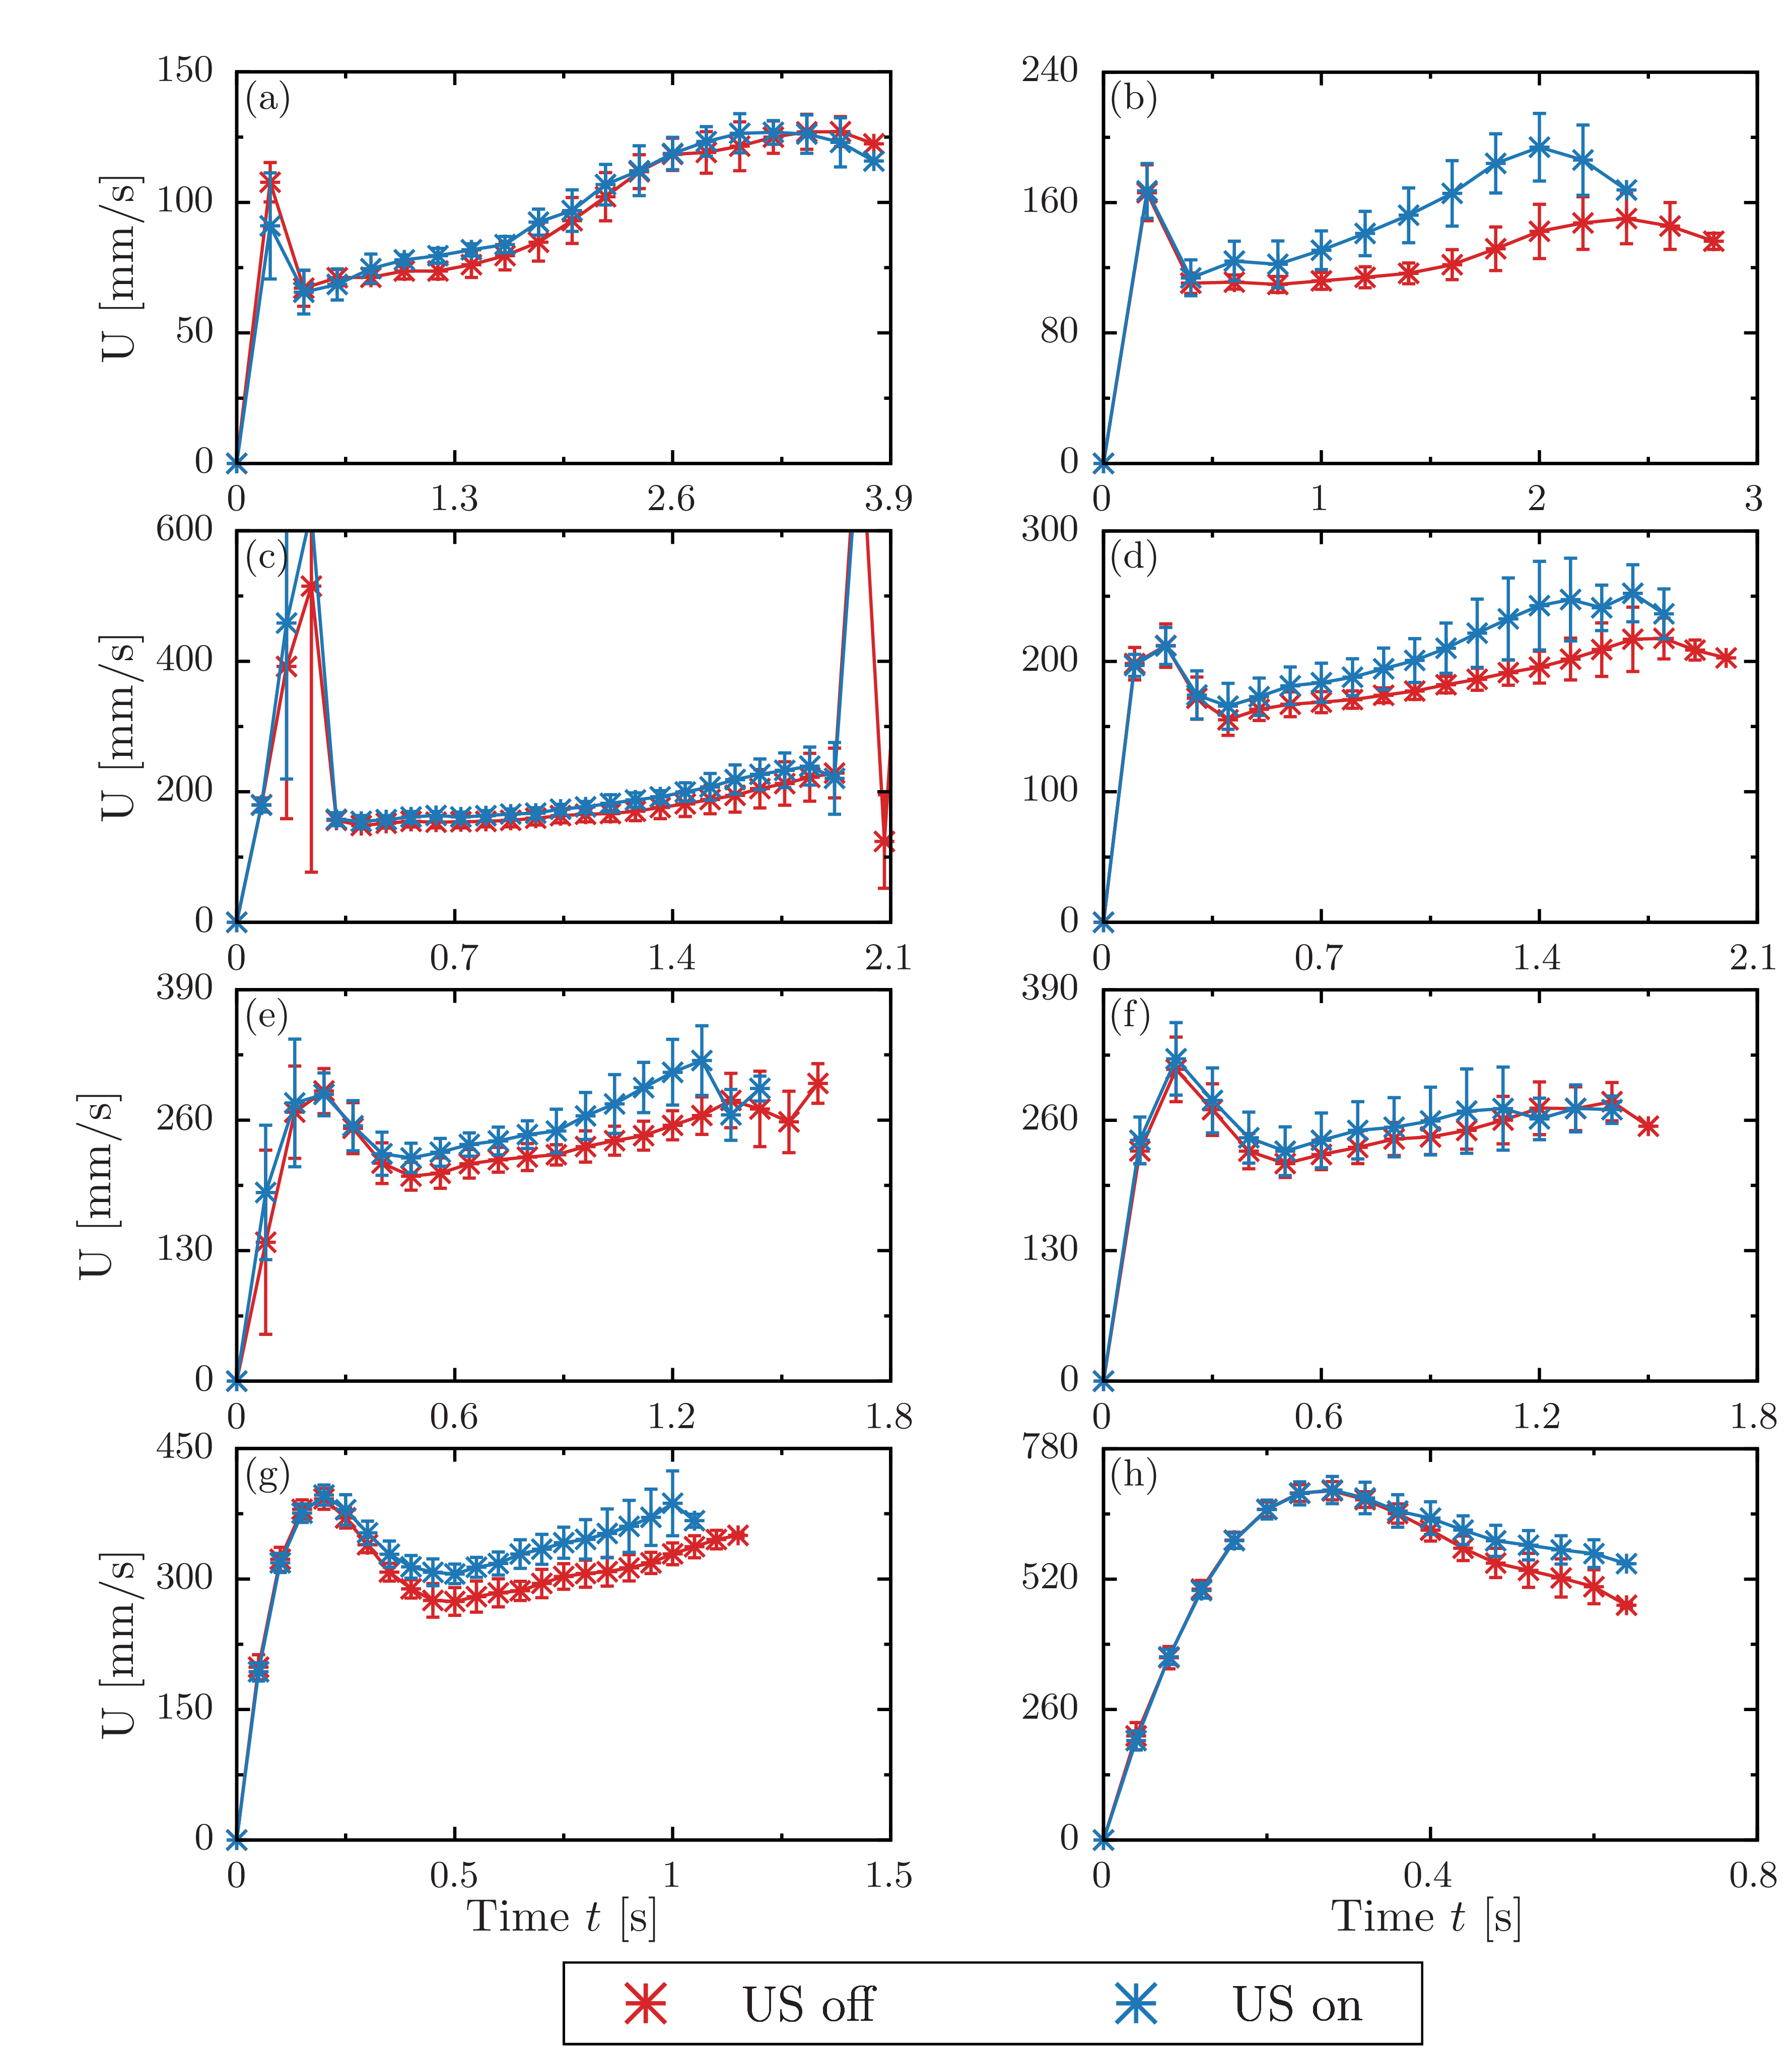 (a) (b)
U [mm/s]
150 240
100 160
50 80
0 0
0 1.3 2.6 3.9 0 1 2 3
(c) (d)
U [mm/s]
600 300
400 200
200 100
0 0
0 0.7 1.4 2.1 0 0.7 1.4 2.1
(e) (f)
U [mm/s]
390 390
260 260
130 130
0 0
0 0.6 1.2 1.8 0 0.6 1.2 1.8
(g) (h)
U [mm/s]
450 780
300 520
150 260
0 0
0 0.5 1 1.5 0 0.4 0.8
Time t [s] Time t [s]
US off US on